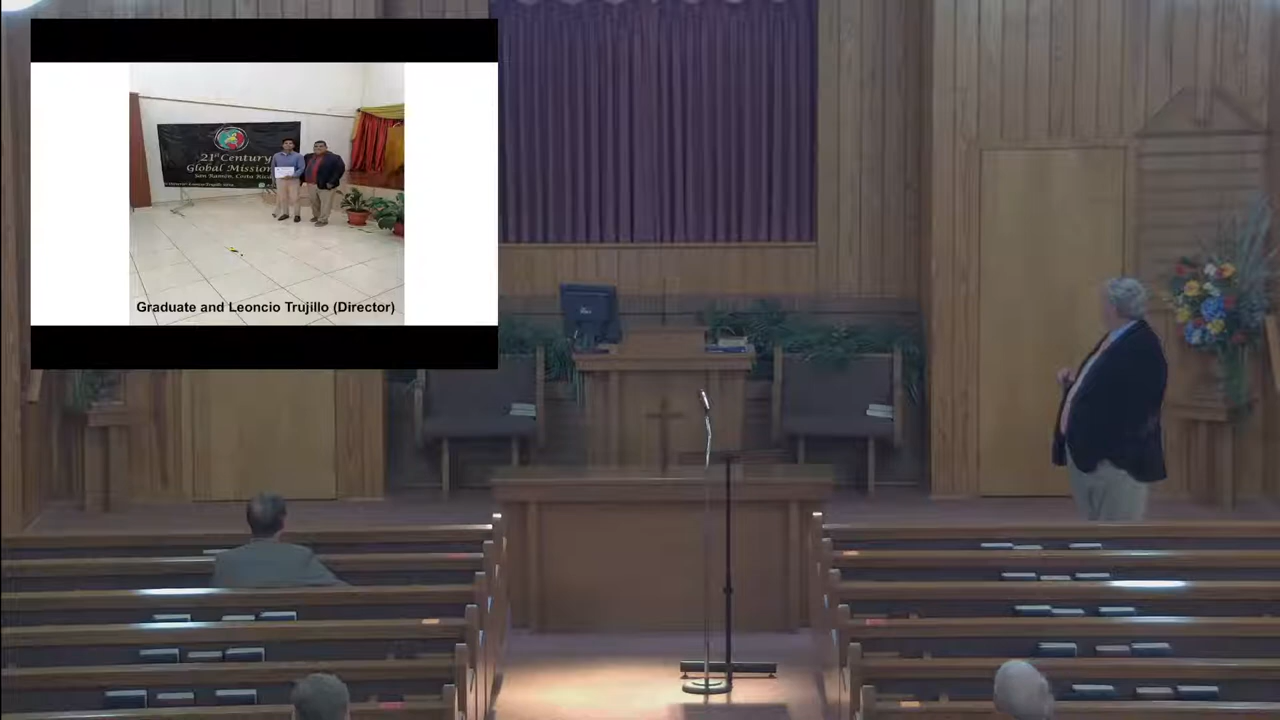 21st Century
Global Mission
San Ramón, Costa Rica
Graduate and Leoncio Trujillo (Director)